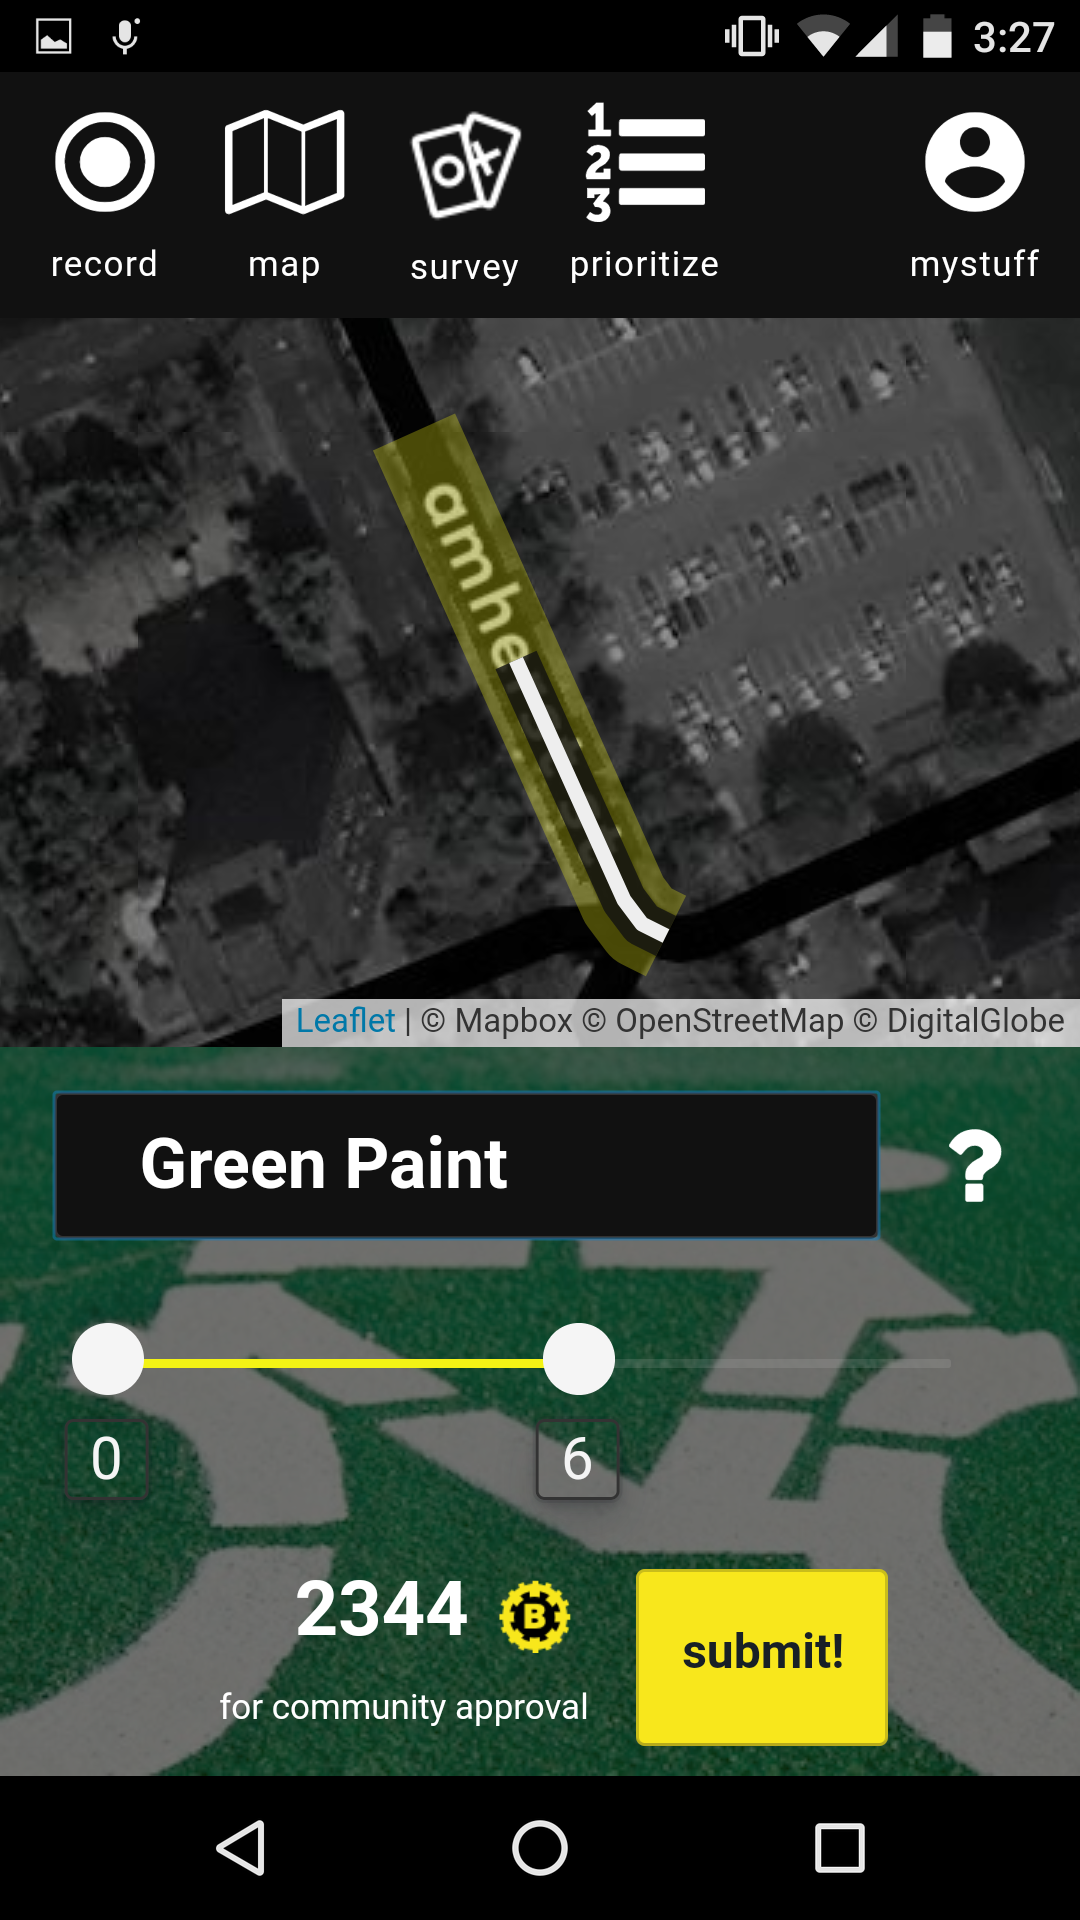 3:27
record map survey 1 2 3 prioritize mystuff
amhe
Leaflet | © Mapbox © OpenStreetMap © DigitalGlobe
Green Paint ?
0 6
2344 B
for community approval
submit!